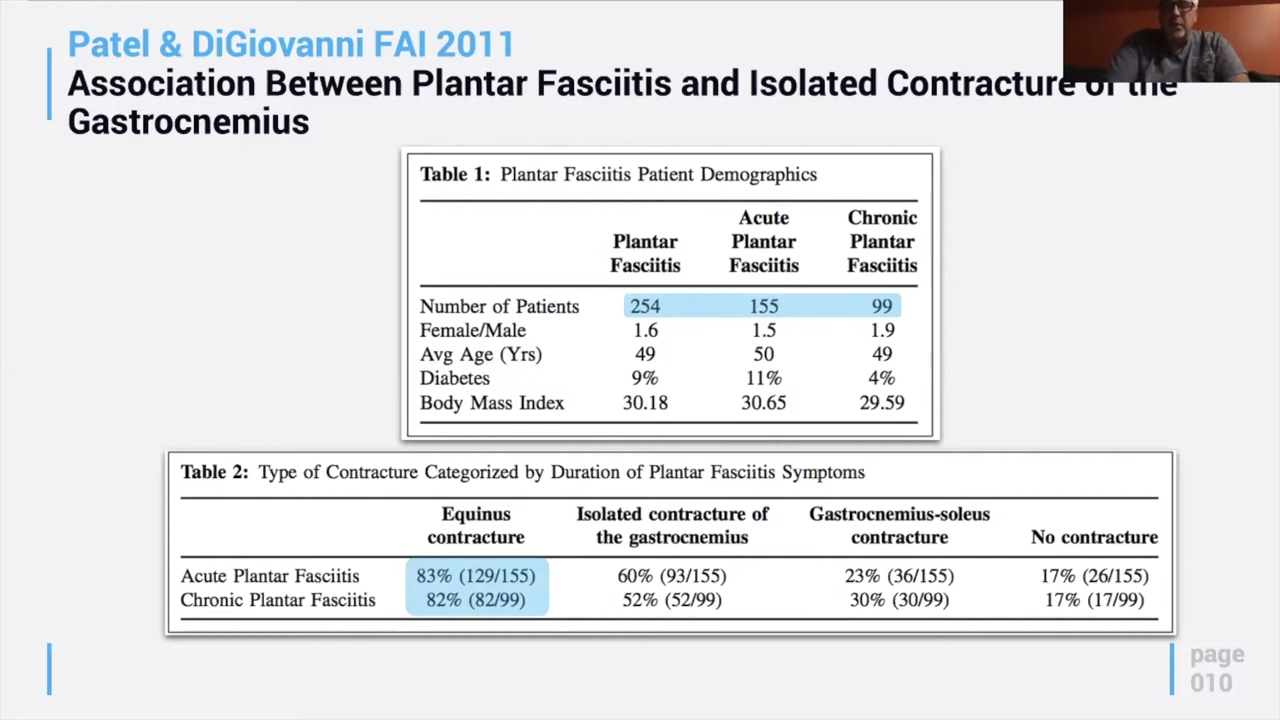 Patel & DiGiovanni FAI 2011
Association Between Plantar Fasciitis and Isolated Contracture of the
Gastrocnemius
Table 1: Plantar Fasciitis Patient Demographics
Plantar Fasciitis Acute Plantar Fasciitis Chronic Plantar Fasciitis
Number of Patients 254 155 99
Female/Male 1.6 1.5 1.9
Avg Age (Yrs) 49 50 49
Diabetes 9% 11% 4%
Body Mass Index 30.18 30.65 29.59
Table 2: Type of Contracture Categorized by Duration of Plantar Fasciitis Symptoms
Equinus contracture Isolated contracture of the gastrocnemius Gastrocnemius-soleus contracture No contracture
Acute Plantar Fasciitis 83% (129/155) 60% (93/155) 23% (36/155) 17% (26/155)
Chronic Plantar Fasciitis 82% (82/99) 52% (52/99) 30% (30/99) 17% (17/99)
page
010